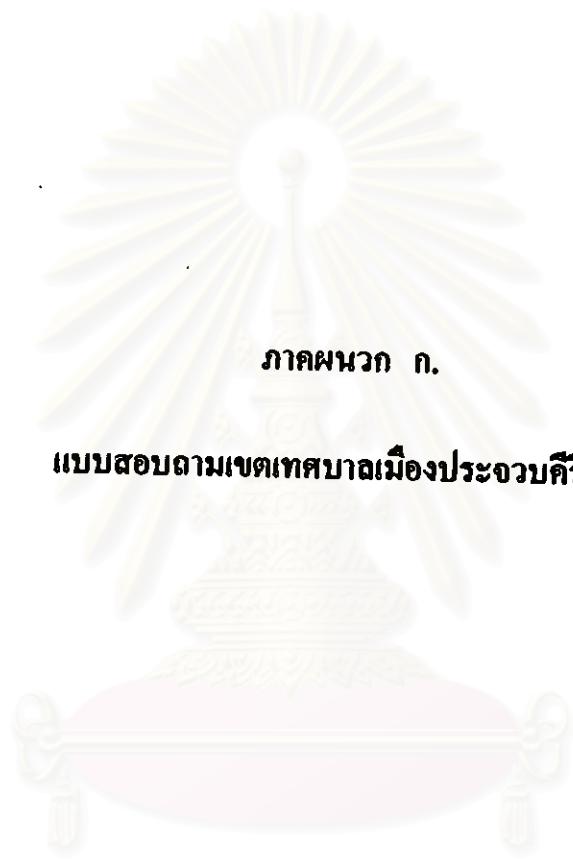 ภาคผนวก ก.
แบบสอบถามเขตเทศบาลเมืองประจวบคีรี